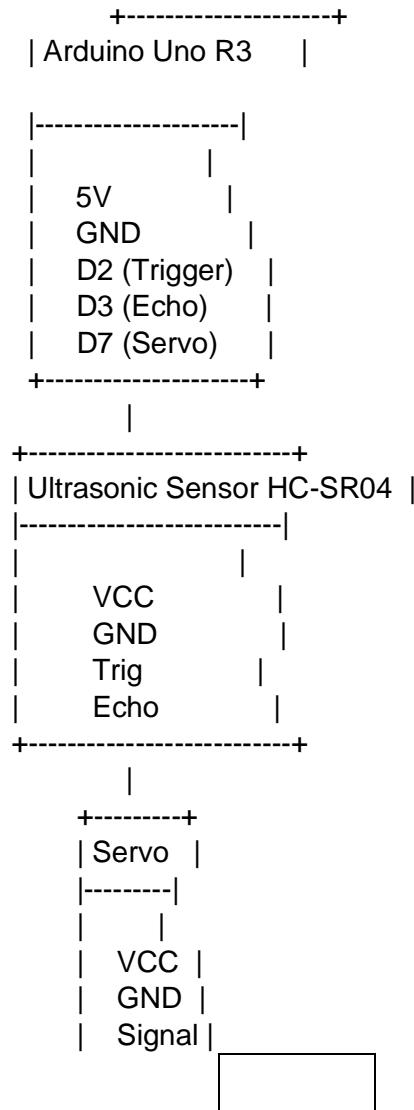 +---------------------+
| Arduino Uno R3 |
|---------------------|
| |
| 5V |
| GND |
| D2 (Trigger) |
| D3 (Echo) |
| D7 (Servo) |
+---------------------+
|
+----------------------------+
| Ultrasonic Sensor HC-SR04 |
|----------------------------|
| |
| VCC |
| GND |
| Trig |
| Echo |
+----------------------------+
|
+---------+
| Servo |
|---------|
| |
| VCC |
| GND |
| Signal |